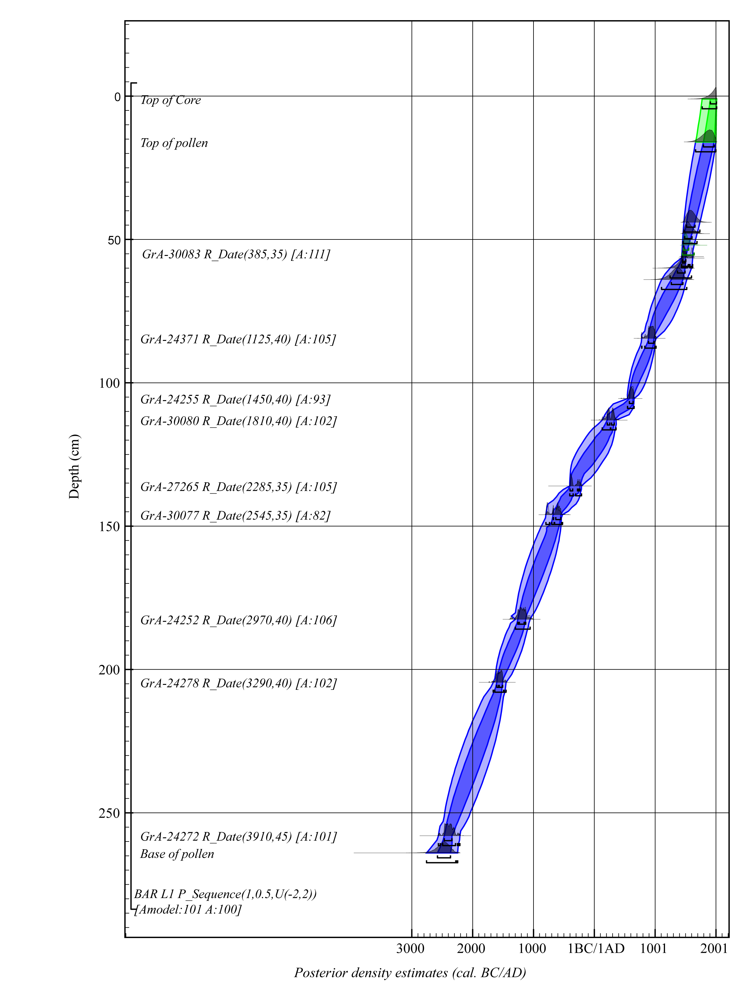 0
Top of Core
Top of pollen
50
GrA-30083 R_Date(385,35) [A:111]
GrA-24371 R_Date(1125,40) [A:105]
100
GrA-24255 R_Date(1450,40) [A:93]
GrA-30080 R_Date(1810,40) [A:102]
Depth (cm)
GrA-27265 R_Date(2285,35) [A:105]
GrA-30077 R_Date(2545,35) [A:82]
150
GrA-24252 R_Date(2970,40) [A:106]
200
GrA-24278 R_Date(3290,40) [A:102]
250
GrA-24272 R_Date(3910,45) [A:101]
Base of pollen
BAR L1 P_Sequence(1,0.5,U(-2,2))
[Amodel:101 A:100]
3000 2000 1000 1BC/1AD 1001 2001
Posterior density estimates (cal. BC/AD)